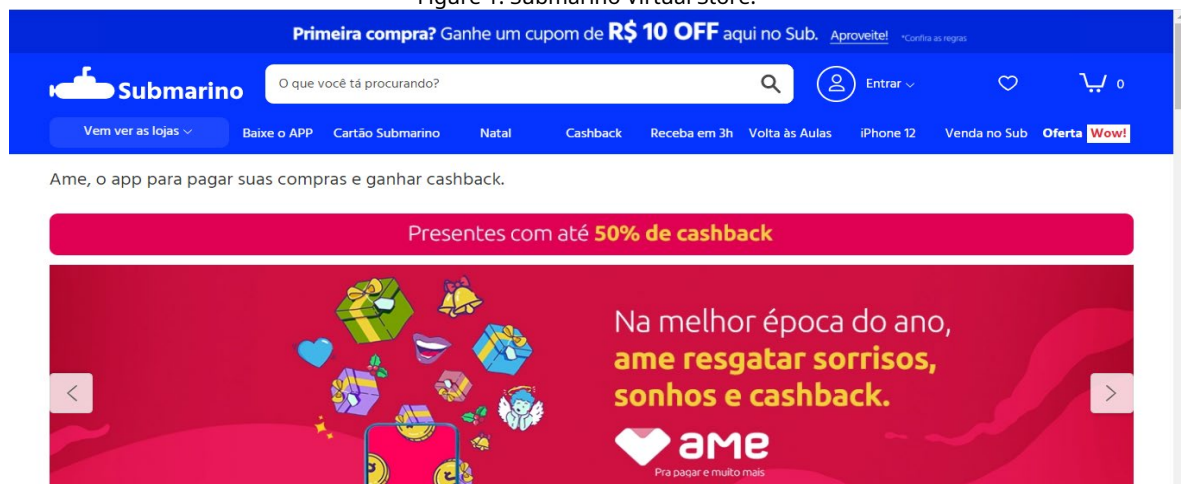 Figure 1. Submarino Virtual Store.
Primeira compra? Ganhe um cupom de R$ 10 OFF aqui no Sub. Aproveite! *Confira as regras
Submarino
O que você tá procurando?
Entrar
0
Vem ver as lojas
Baixe o APP
Cartão Submarino
Natal
Cashback
Receba em 3h
Volta às Aulas
iPhone 12
Venda no Sub
Oferta Wow!
Ame, o app para pagar suas compras e ganhar cashback.
Presentes com até 50% de cashback
Na melhor época do ano,
ame resgatar sorrisos,
sonhos e cashback.
ame
Pra pagar e muito mais